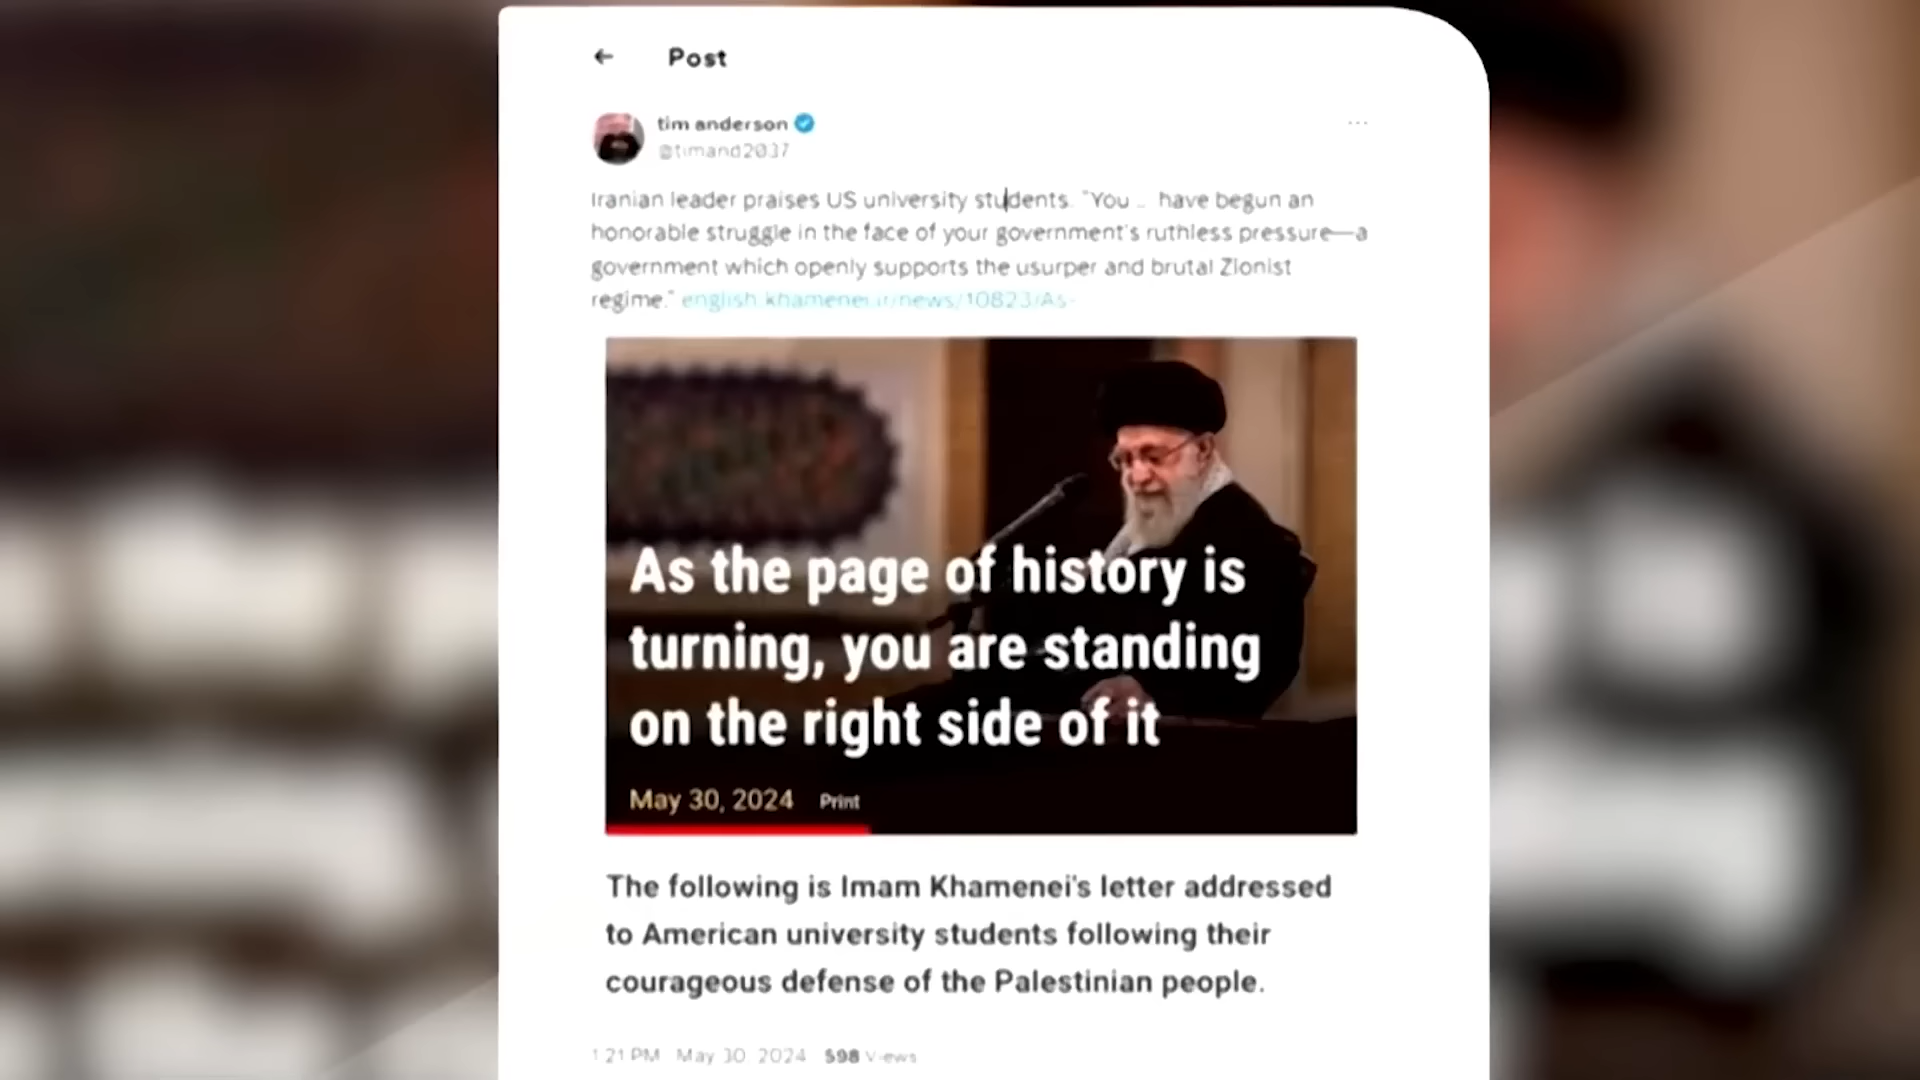 Post
tim anderson
@timand2037
Iranian leader praises US university students. "You .. have begun an
honorable struggle in the face of your government's ruthless pressure—a
government which openly supports the usurper and brutal Zionist
regime." english.khamenei.ir/news/10823/As-
As the page of history is
turning, you are standing
on the right side of it
May 30, 2024 Print
The following is Imam Khamenei's letter addressed
to American university students following their
courageous defense of the Palestinian people.
1:21 PM May 30, 2024 598 Views